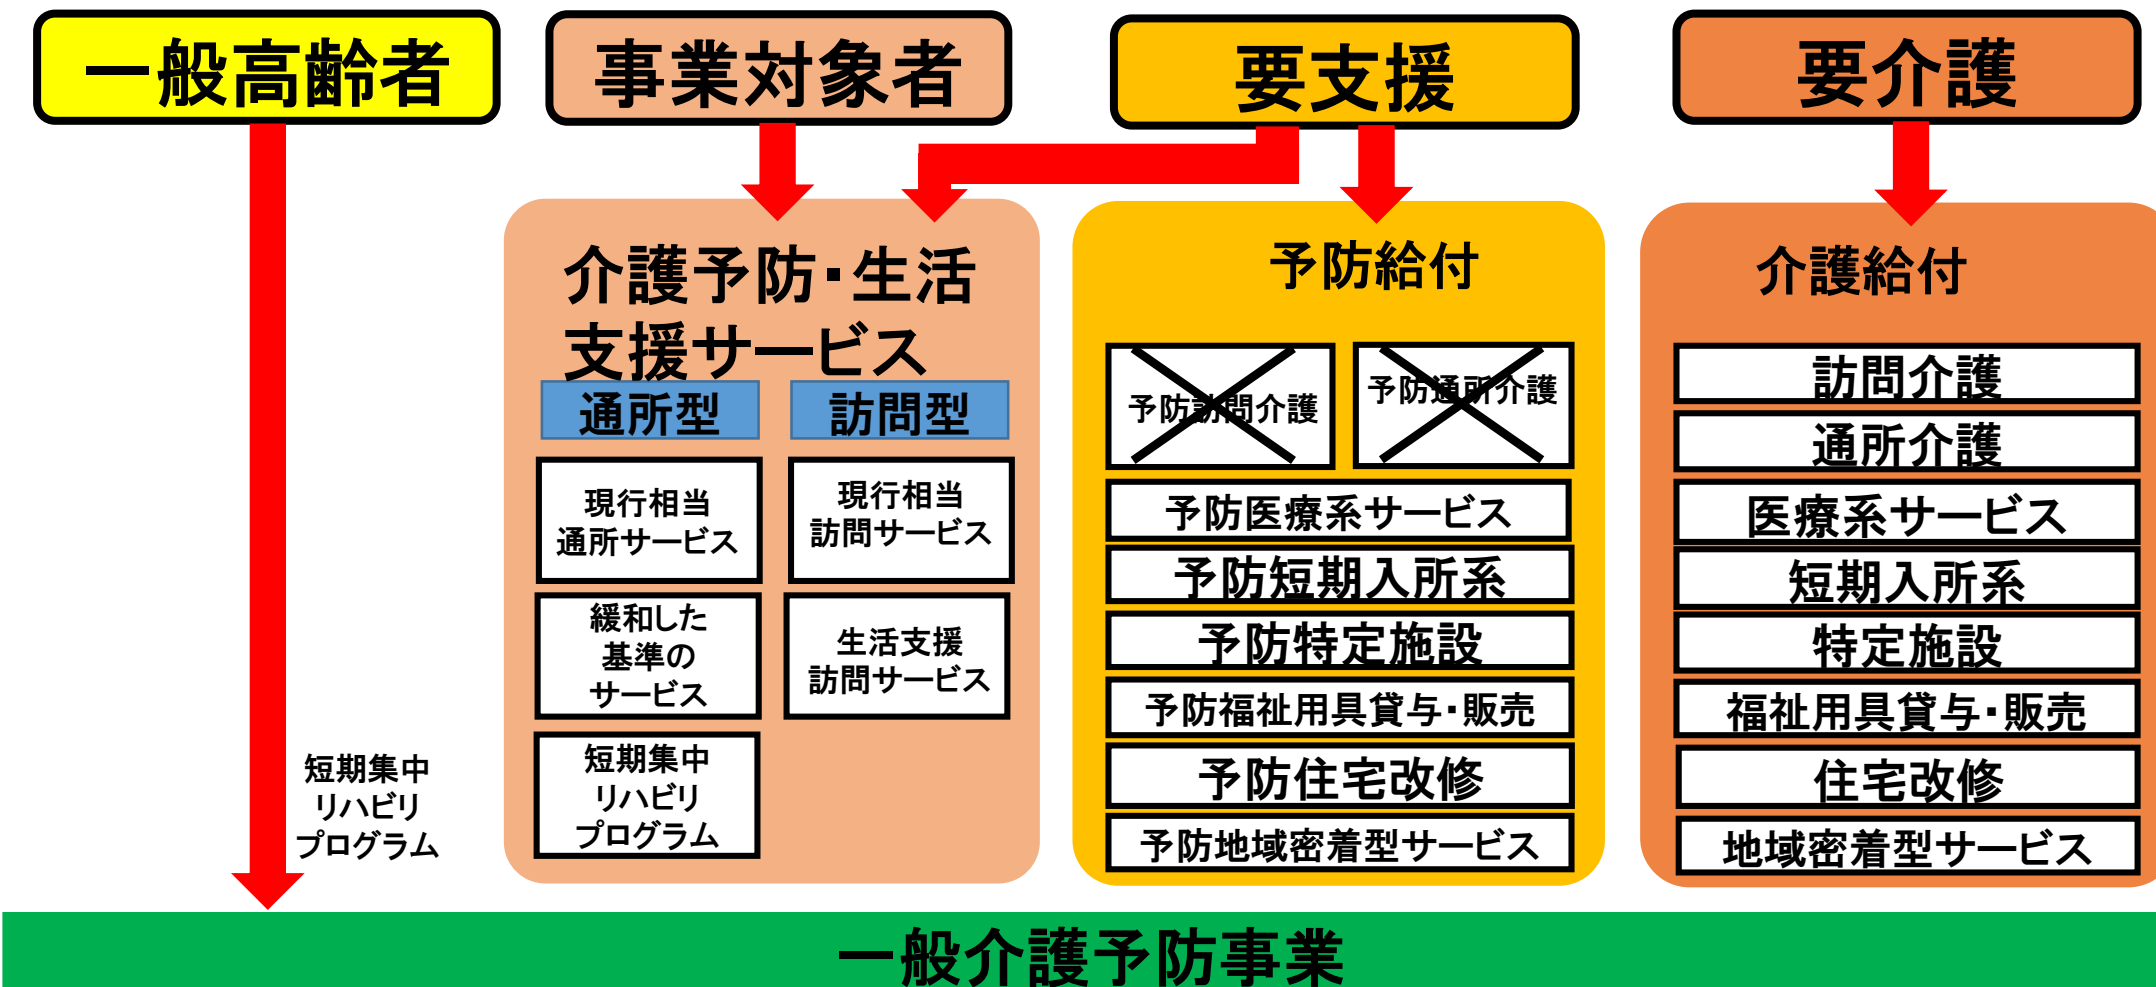 一般高齢者
事業対象者
要支援
要介護
介護予防・生活
支援サービス
通所型
訪問型
現行相当
通所サービス
現行相当
訪問サービス
緩和した
基準の
サービス
生活支援
訪問サービス
短期集中
リハビリ
プログラム
予防給付
予防訪問介護
予防通所介護
予防医療系サービス
予防短期入所系
予防特定施設
予防福祉用具貸与・販売
予防住宅改修
予防地域密着型サービス
介護給付
訪問介護
通所介護
医療系サービス
短期入所系
特定施設
福祉用具貸与・販売
住宅改修
地域密着型サービス
短期集中
リハビリ
プログラム
一般介護予防事業